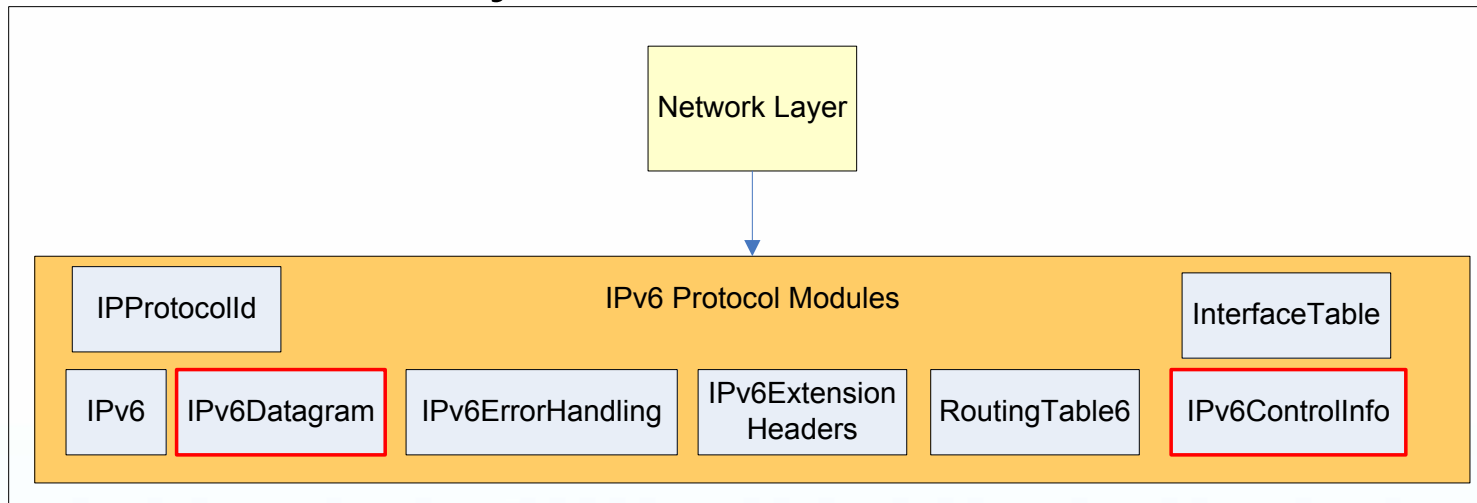 Network Layer
IPProtocolId
IPv6 Protocol Modules
InterfaceTable
IPv6
IPv6Datagram
IPv6ErrorHandling
IPv6Extension
Headers
RoutingTable6
IPv6ControlInfo